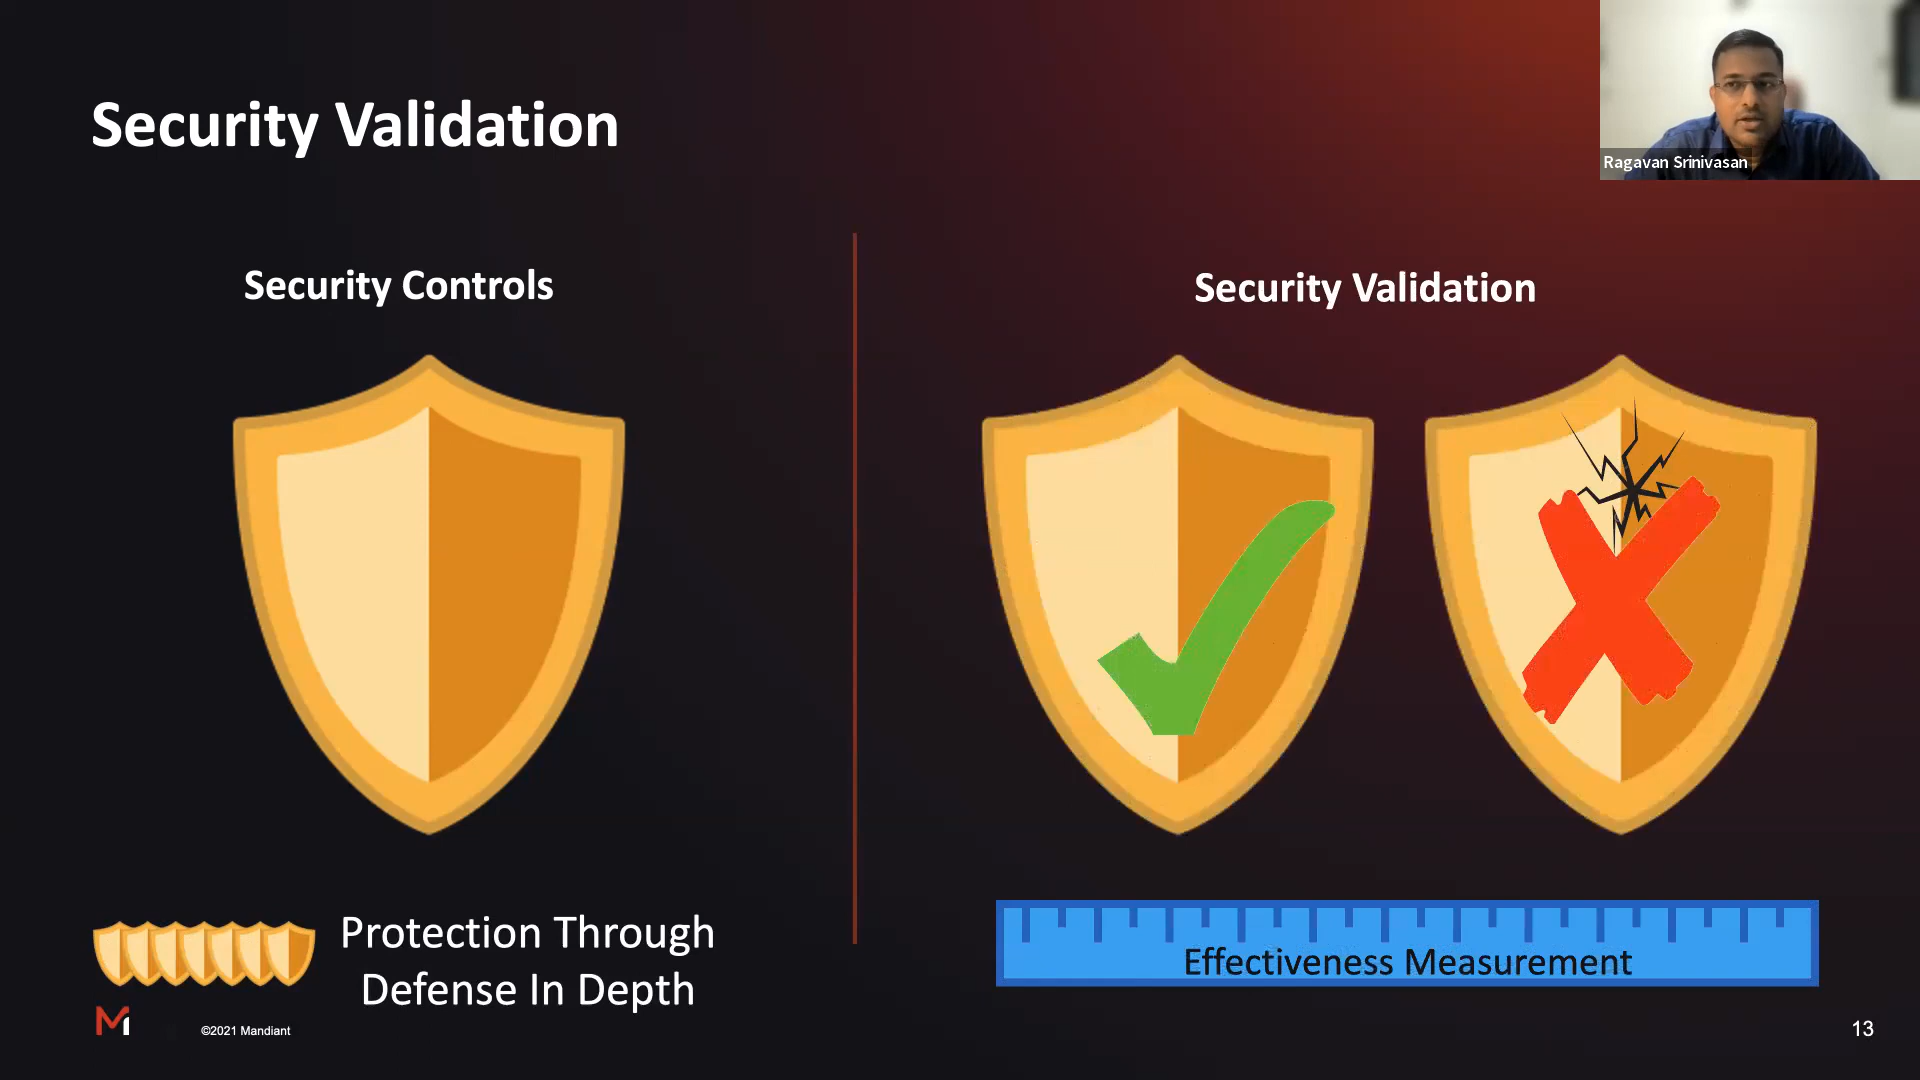 Security Validation
Ragavan Srinivasan
Security Controls
Security Validation
Protection Through
Defense In Depth
Effectiveness Measurement
©2021 Mandiant
13